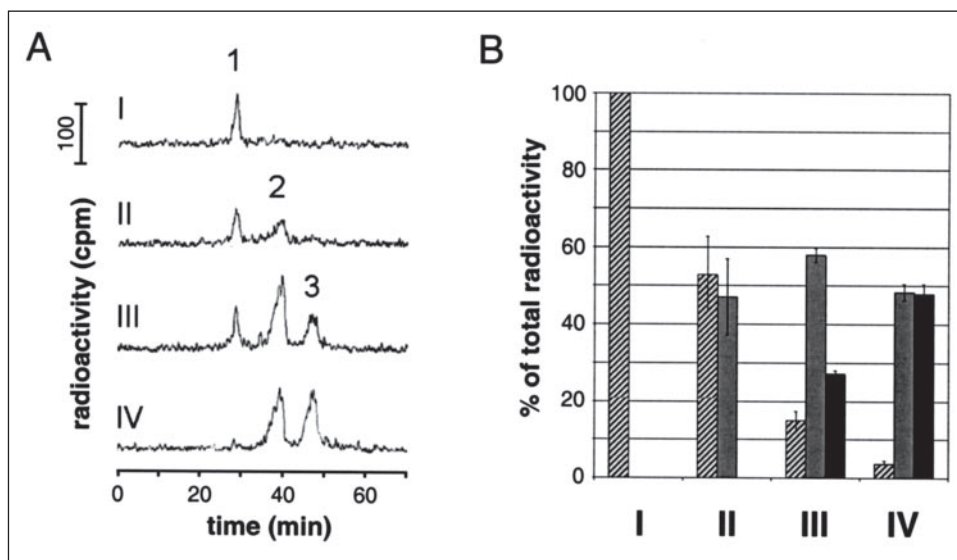 A
1
I
100
2
II
3
III
IV
radioactivity (cpm)
0 20 40 60
time (min)
B
100
80
60
40
20
0
% of total radioactivity
I II III IV